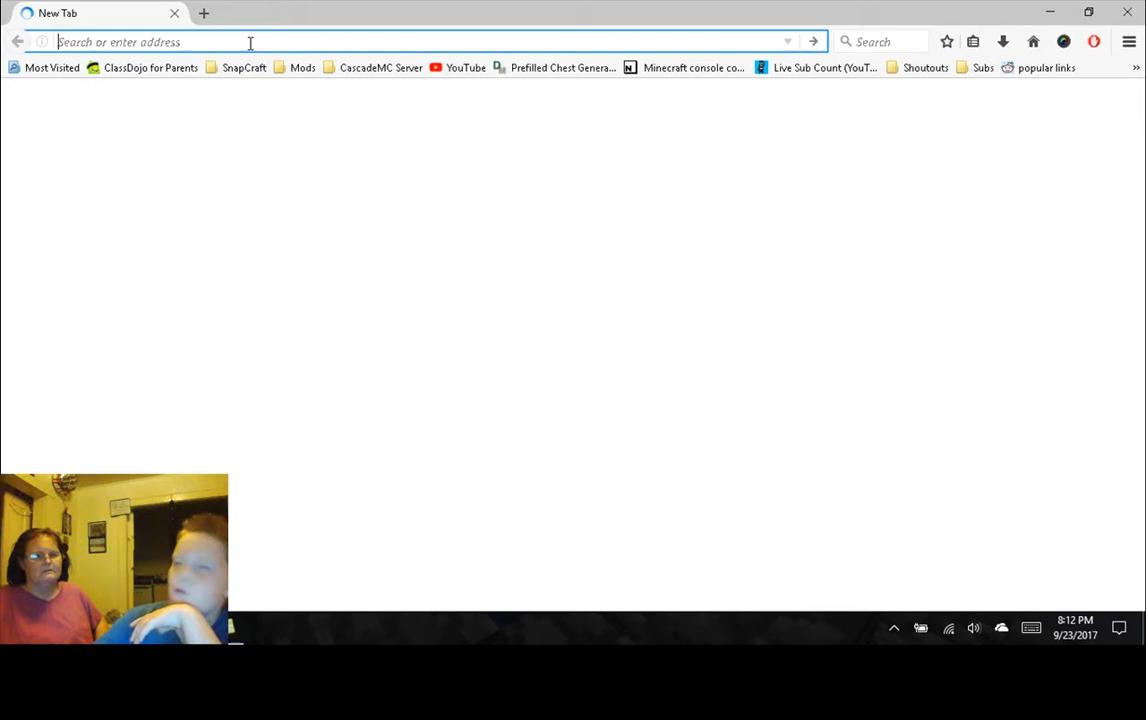 New Tab
Search or enter address
Search
Most Visited ClassDojo for Parents SnapCraft Mods CascadeMC Server YouTube Prefilled Chest Genera... Minecraft console co... Live Sub Count (YouT... Shoutouts Subs popular links »
8:12 PM
9/23/2017